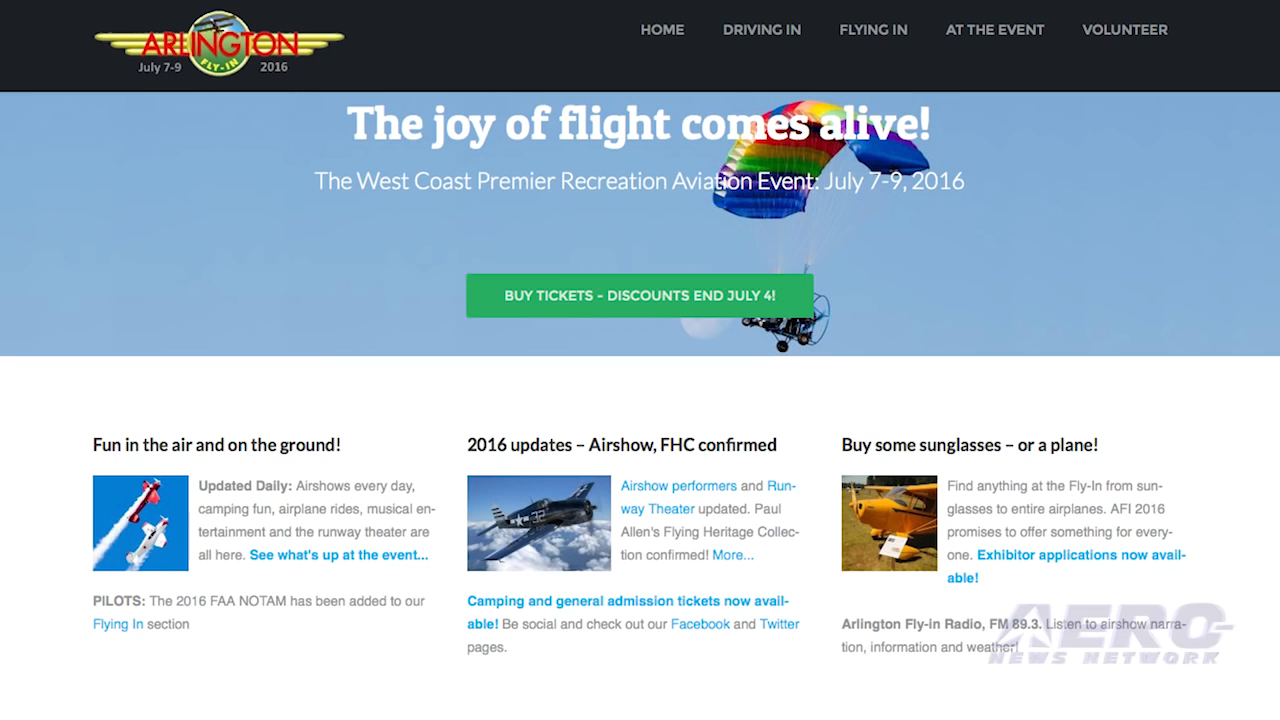 ARLINGTON
FLY-IN
July 7-9
2016
HOME
DRIVING IN
FLYING IN
AT THE EVENT
VOLUNTEER
The joy of flight comes alive!
The West Coast Premier Recreation Aviation Event: July 7-9, 2016
BUY TICKETS - DISCOUNTS END JULY 4!
Fun in the air and on the ground!
Updated Daily: Airshows every day,
camping fun, airplane rides, musical en-
tertainment and the runway theater are
all here. See what's up at the event...
PILOTS: The 2016 FAA NOTAM has been added to our
Flying In section
2016 updates – Airshow, FHC confirmed
32
Airshow performers and Run-
way Theater updated. Paul
Allen's Flying Heritage Collec-
tion confirmed! More...
Camping and general admission tickets now avail-
able! Be social and check out our Facebook and Twitter
pages.
Buy some sunglasses – or a plane!
Find anything at the Fly-In from sun-
glasses to entire airplanes. AFI 2016
promises to offer something for every-
one. Exhibitor applications now avail-
able!
Arlington Fly-in Radio, FM 89.3. Listen to airshow narra-
tion, information and weather!
AERO
NEWS NETWORK